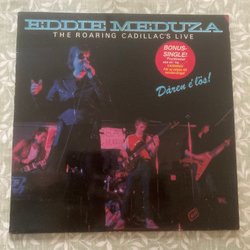 EDDIE MEDUZA
THE ROARING CADILLAC'S LIVE
BONUS-
SINGLE!
Dåren é lös!